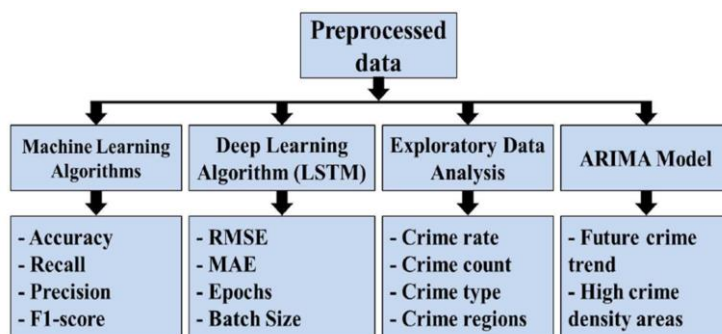 Preprocessed
data
Machine Learning
Algorithms
Deep Learning
Algorithm (LSTM)
Exploratory Data
Analysis
ARIMA Model
- Accuracy
- Recall
- Precision
- F1-score
- RMSE
- MAE
- Epochs
- Batch Size
- Crime rate
- Crime count
- Crime type
- Crime regions
- Future crime
trend
- High crime
density areas